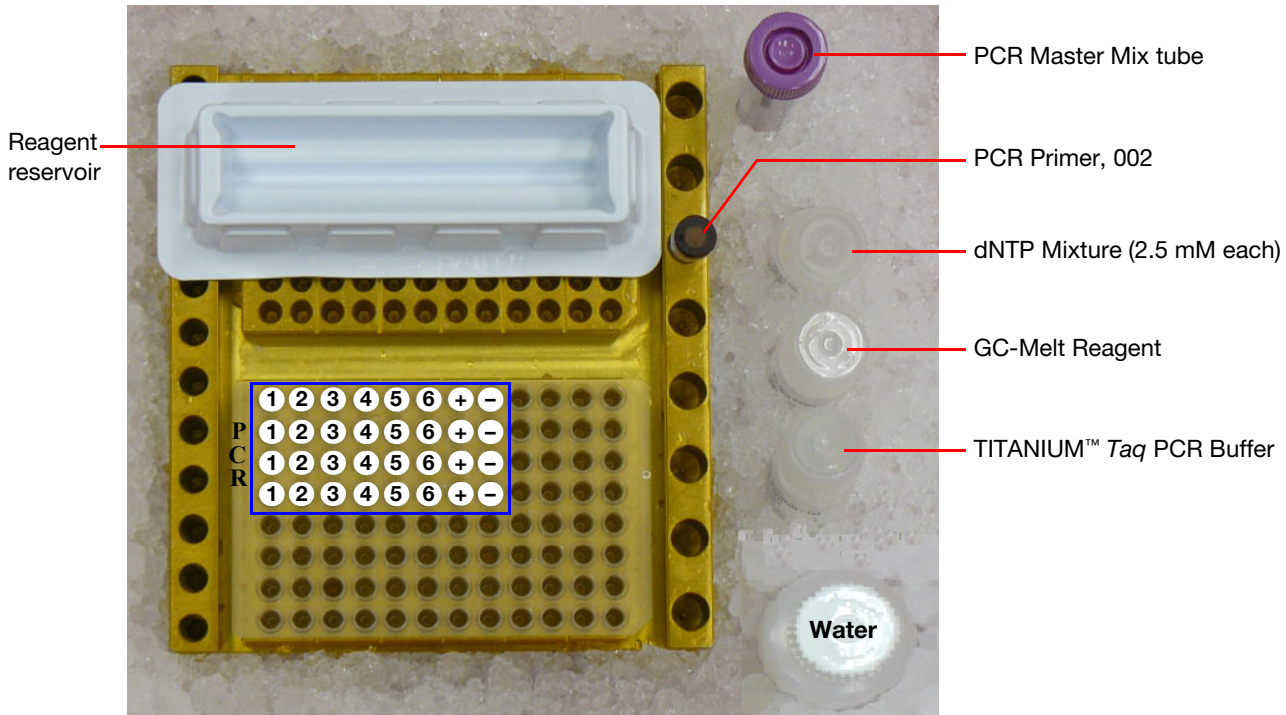 PCR Master Mix tube
Reagent
reservoir
PCR Primer, 002
dNTP Mixture (2.5 mM each)
GC-Melt Reagent
TITANIUM™ Taq PCR Buffer
P
C
R
1 2 3 4 5 6 + −
1 2 3 4 5 6 + −
1 2 3 4 5 6 + −
1 2 3 4 5 6 + −
Water